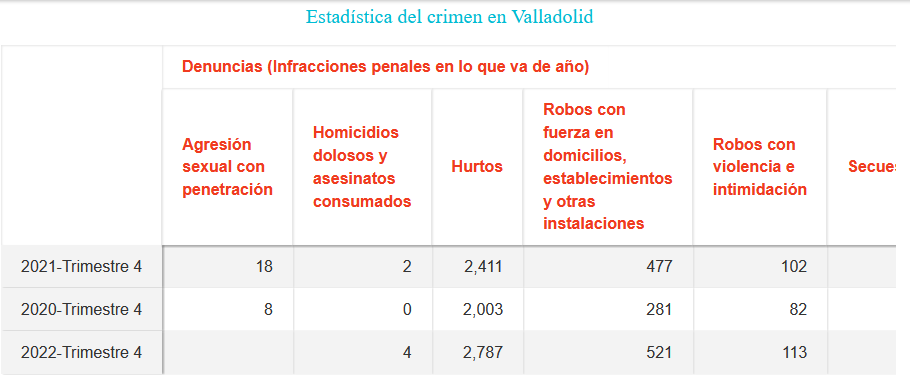 Estadística del crimen en Valladolid
Denuncias (Infracciones penales en lo que va de año)
Agresión
sexual con
penetración
Homicidios
dolosos y
asesinatos
consumados
Hurtos
Robos con
fuerza en
domicilios,
establecimientos
y otras
instalaciones
Robos con
violencia e
intimidación
Secue
2021-Trimestre 4 18 2 2,411 477 102
2020-Trimestre 4 8 0 2,003 281 82
2022-Trimestre 4 4 2,787 521 113